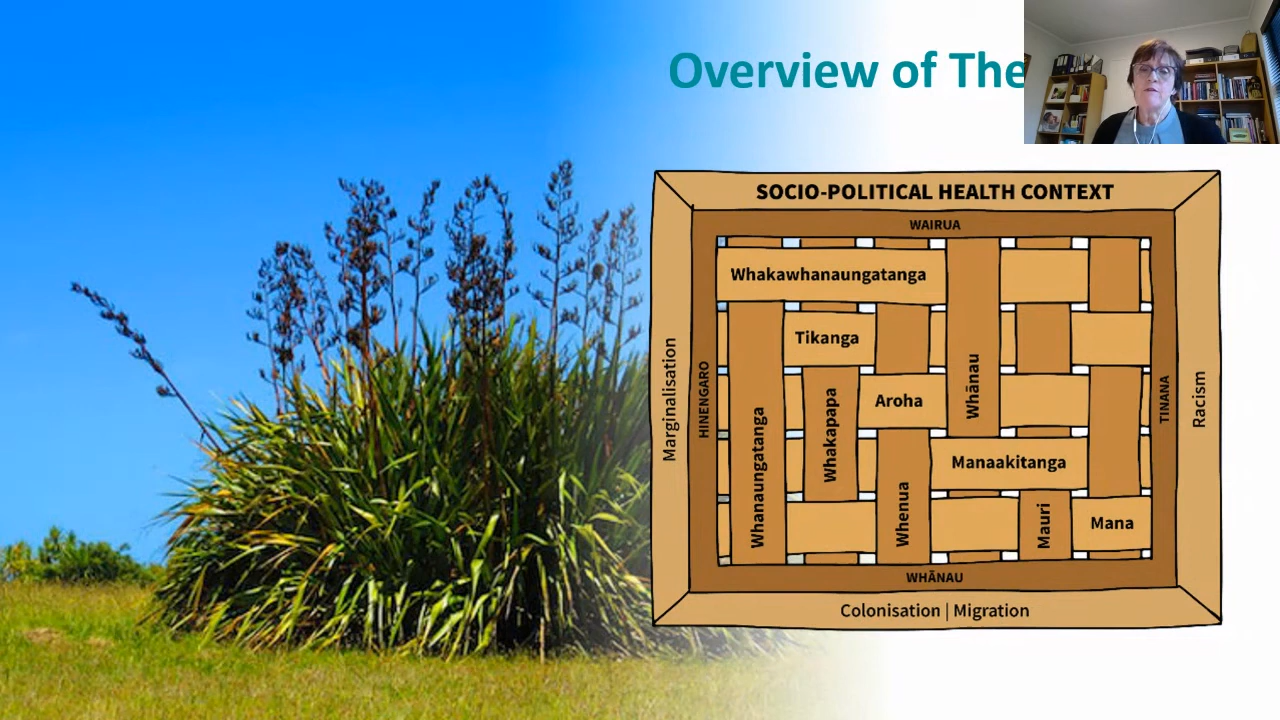 Overview of The
SOCIO-POLITICAL HEALTH CONTEXT
WAIRUA
Whakawhanaungatanga
Tikanga
Aroha
Whānau
Manaakitanga
Whanaungatanga
Whakapapa
Whenua
Mauri
Mana
Marginalisation
HINENGARO
TINANA
Racism
WHĀNAU
Colonisation | Migration